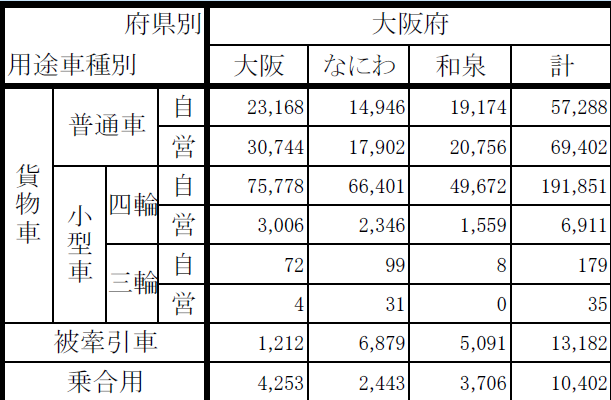 府県別 大阪府
用途車種別 大阪 なにわ 和泉 計
貨物車 普通車 自 23,168 14,946 19,174 57,288
営 30,744 17,902 20,756 69,402
小型車 四輪 自 75,778 66,401 49,672 191,851
営 3,006 2,346 1,559 6,911
三輪 自 72 99 8 179
営 4 31 0 35
被牽引車 1,212 6,879 5,091 13,182
乗合用 4,253 2,443 3,706 10,402